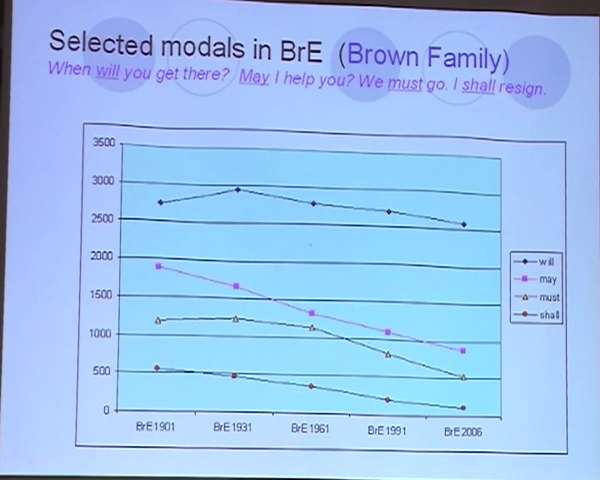 Selected modals in BrE (Brown Family)
When will you get there? May I help you? We must go. I shall resign.
3500
3000
2500
2000
1500
1000
500
0
BrE 1901 BrE 1931 BrE 1961 BrE 1991 BrE 2006
will
may
must
shall